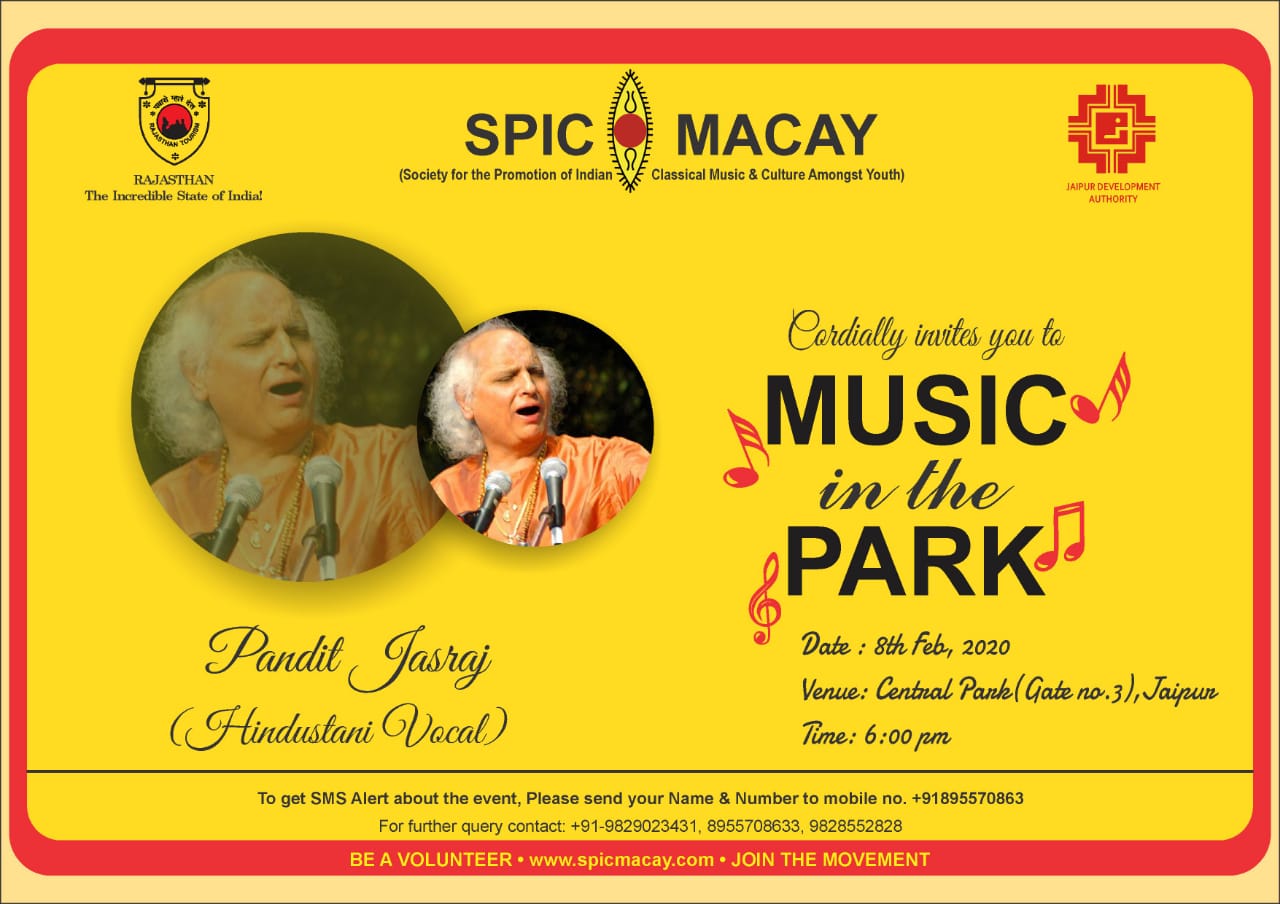 पधारो म्हारे देस
RAJASTHAN TOURISM
RAJASTHAN
The Incredible State of India!
SPIC MACAY
(Society for the Promotion of Indian Classical Music & Culture Amongst Youth)
JAIPUR DEVELOPMENT
AUTHORITY
Cordially invites you to
MUSIC
in the
PARK
Pandit Jasraj
(Hindustani Vocal)
Date : 8th Feb, 2020
Venue: Central Park(Gate no.3),Jaipur
Time: 6:00 pm
To get SMS Alert about the event, Please send your Name & Number to mobile no. +91895570863
For further query contact: +91-9829023431, 8955708633, 9828552828
BE A VOLUNTEER • www.spicmacay.com • JOIN THE MOVEMENT